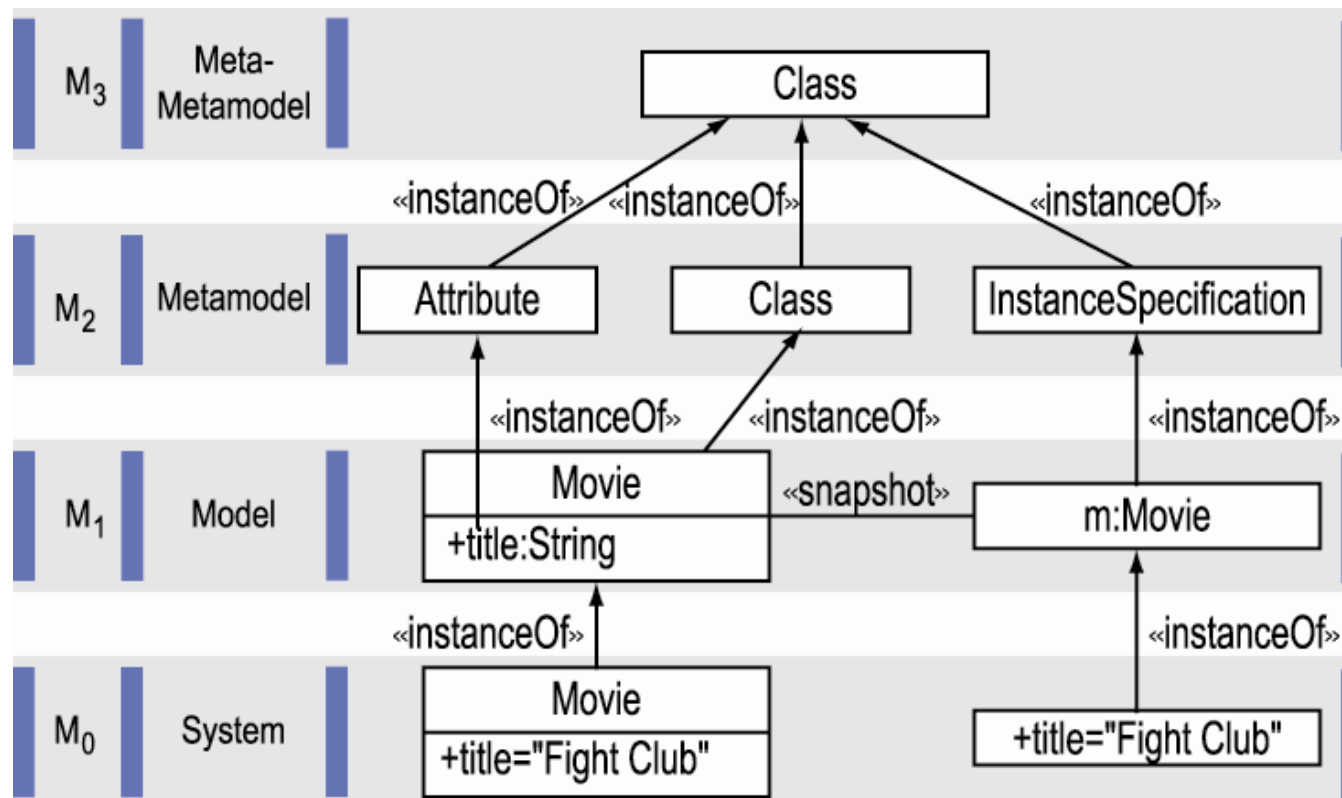 M3
Meta-
Metamodel
Class
«instanceOf»
«instanceOf»
«instanceOf»
M2
Metamodel
Attribute
Class
InstanceSpecification
«instanceOf»
«instanceOf»
«instanceOf»
M1
Model
Movie
+title:String
«snapshot»
m:Movie
«instanceOf»
«instanceOf»
M0
System
Movie
+title="Fight Club"
+title="Fight Club"